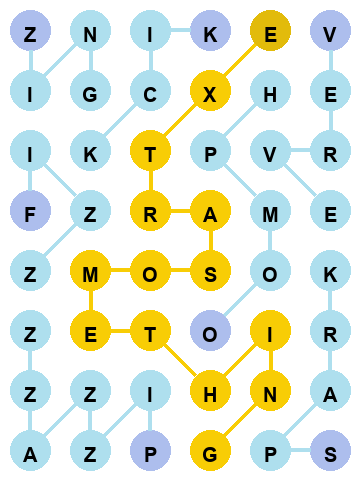 Z N I K E V
I G C X H E
I K T P V R
F Z R A M E
Z M O S O K
Z E T O I R
Z Z I H N A
A Z P G P S